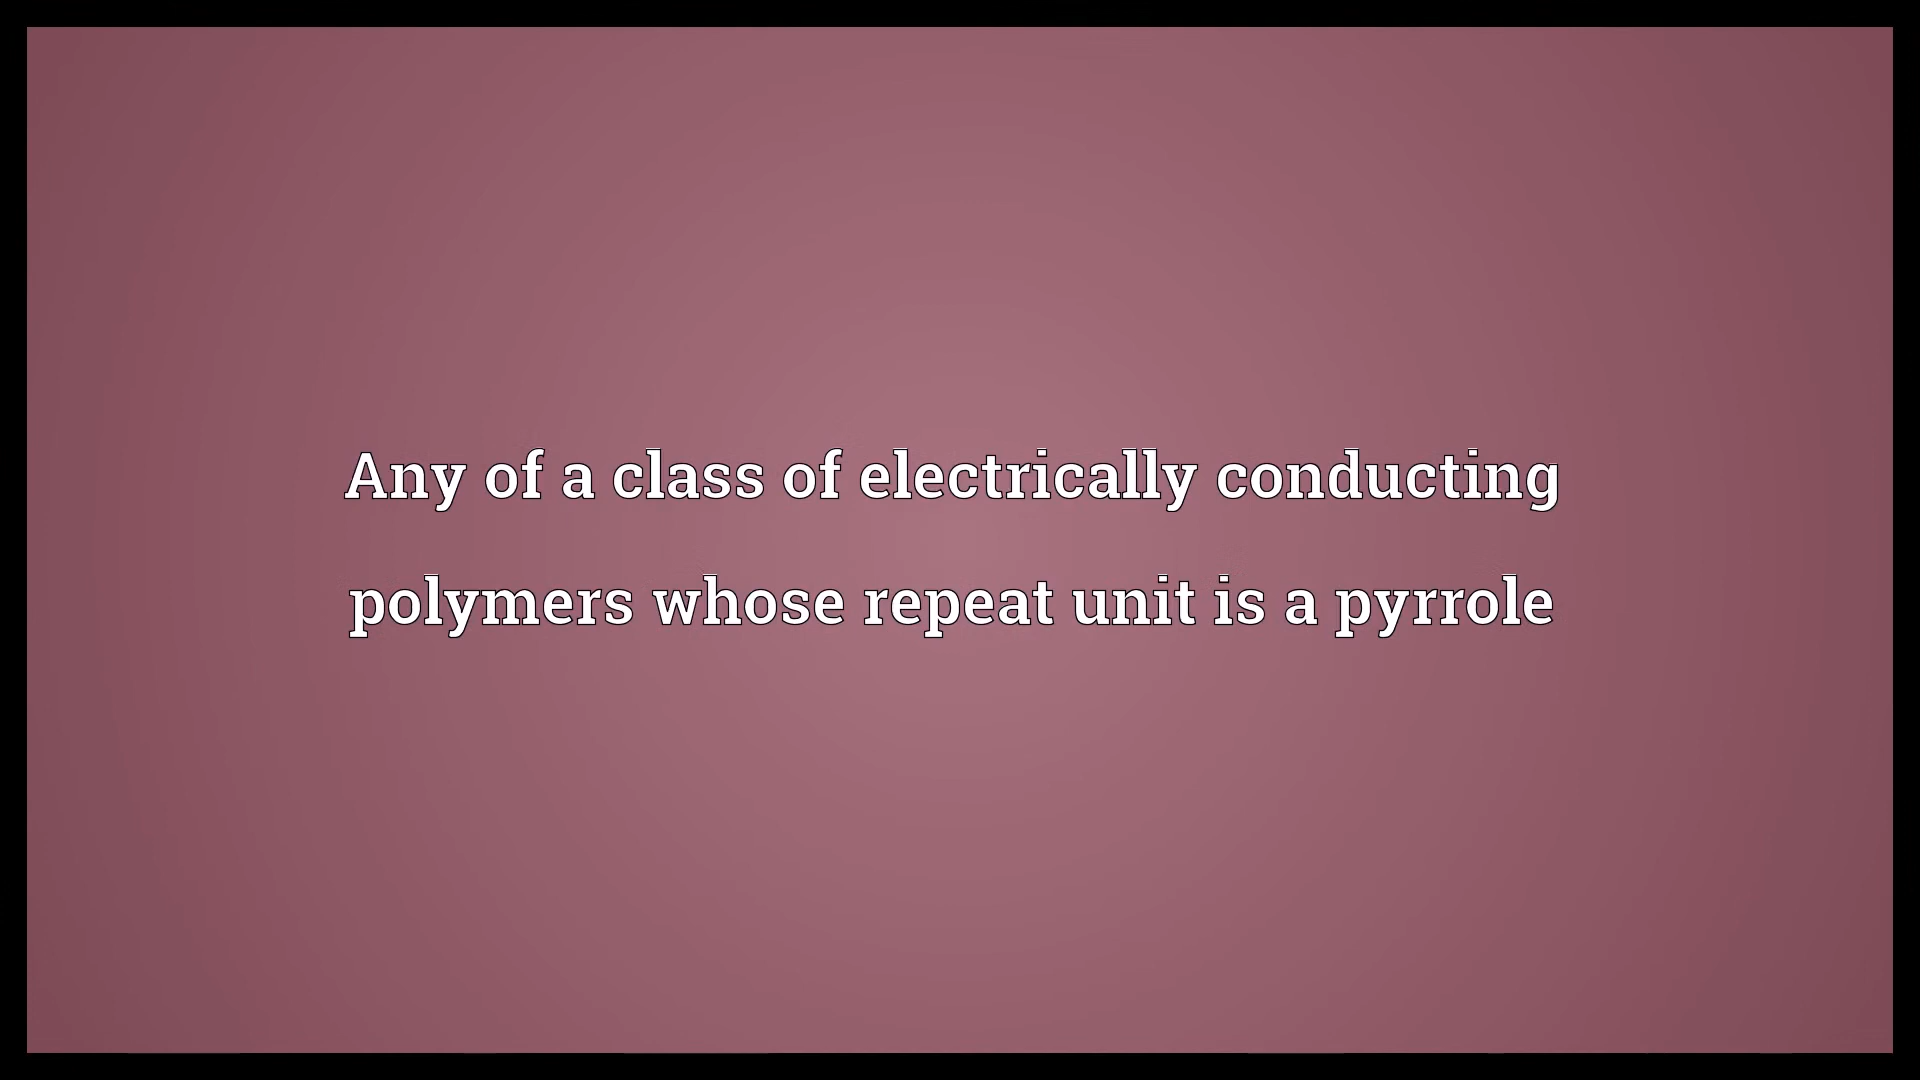 Any of a class of electrically conducting
polymers whose repeat unit is a pyrrole